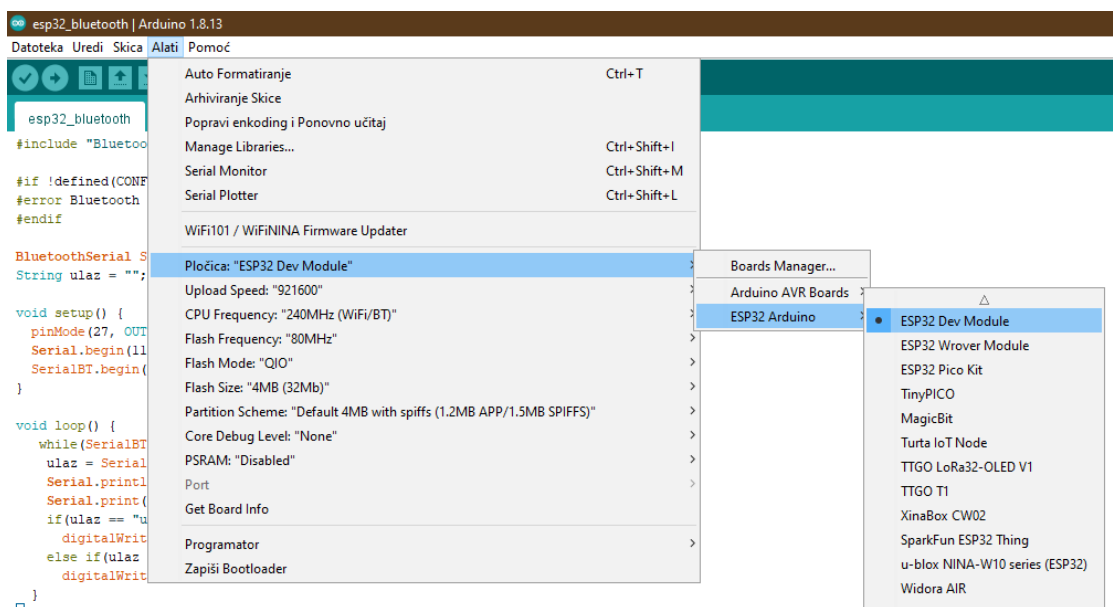 esp32_bluetooth | Arduino 1.8.13
Datoteka Uredi Skica Alati Pomoć
esp32_bluetooth
#include "Bluetoo
#if !defined(CONF
#error Bluetooth
#endif
BluetoothSerial S
String ulaz = "";
void setup() {
pinMode(27, OUT
Serial.begin(11
SerialBT.begin(
}
void loop() {
while(SerialBT
ulaz = Serial
Serial.printl
Serial.print(
if(ulaz == "u
digitalWrit
else if(ulaz
digitalWrit
}
Auto Formatiranje Ctrl+T
Arhiviranje Skice
Popravi enkoding i Ponovno učitaj
Manage Libraries... Ctrl+Shift+I
Serial Monitor Ctrl+Shift+M
Serial Plotter Ctrl+Shift+L
WiFi101 / WiFiNINA Firmware Updater
Pločica: "ESP32 Dev Module"
Upload Speed: "921600"
CPU Frequency: "240MHz (WiFi/BT)"
Flash Frequency: "80MHz"
Flash Mode: "QIO"
Flash Size: "4MB (32Mb)"
Partition Scheme: "Default 4MB with spiffs (1.2MB APP/1.5MB SPIFFS)"
Core Debug Level: "None"
PSRAM: "Disabled"
Port
Get Board Info
Programator
Zapiši Bootloader
Boards Manager...
Arduino AVR Boards
ESP32 Arduino
ESP32 Dev Module
ESP32 Wrover Module
ESP32 Pico Kit
TinyPICO
MagicBit
Turta IoT Node
TTGO LoRa32-OLED V1
TTGO T1
XinaBox CW02
SparkFun ESP32 Thing
u-blox NINA-W10 series (ESP32)
Widora AIR